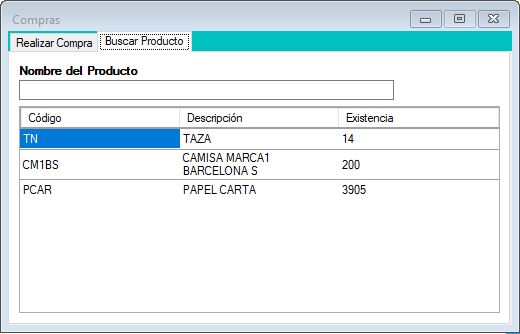 Compras
Realizar Compra Buscar Producto
Nombre del Producto
Código Descripción Existencia
TN TAZA 14
CM1BS CAMISA MARCA1 BARCELONA S 200
PCAR PAPEL CARTA 3905